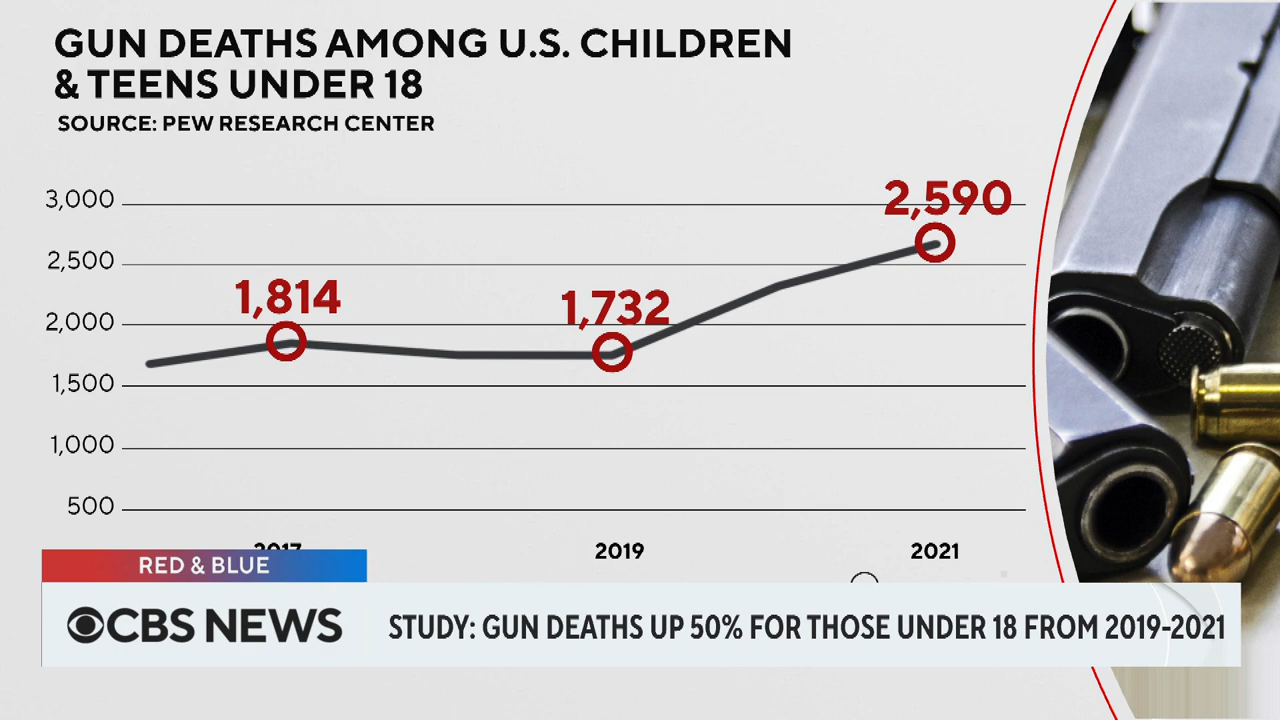 GUN DEATHS AMONG U.S. CHILDREN
& TEENS UNDER 18
SOURCE: PEW RESEARCH CENTER
3,000
2,590
2,500
1,814
1,732
2,000
1,500
1,000
500
2017
2019
2021
RED & BLUE
CBS NEWS
STUDY: GUN DEATHS UP 50% FOR THOSE UNDER 18 FROM 2019-2021